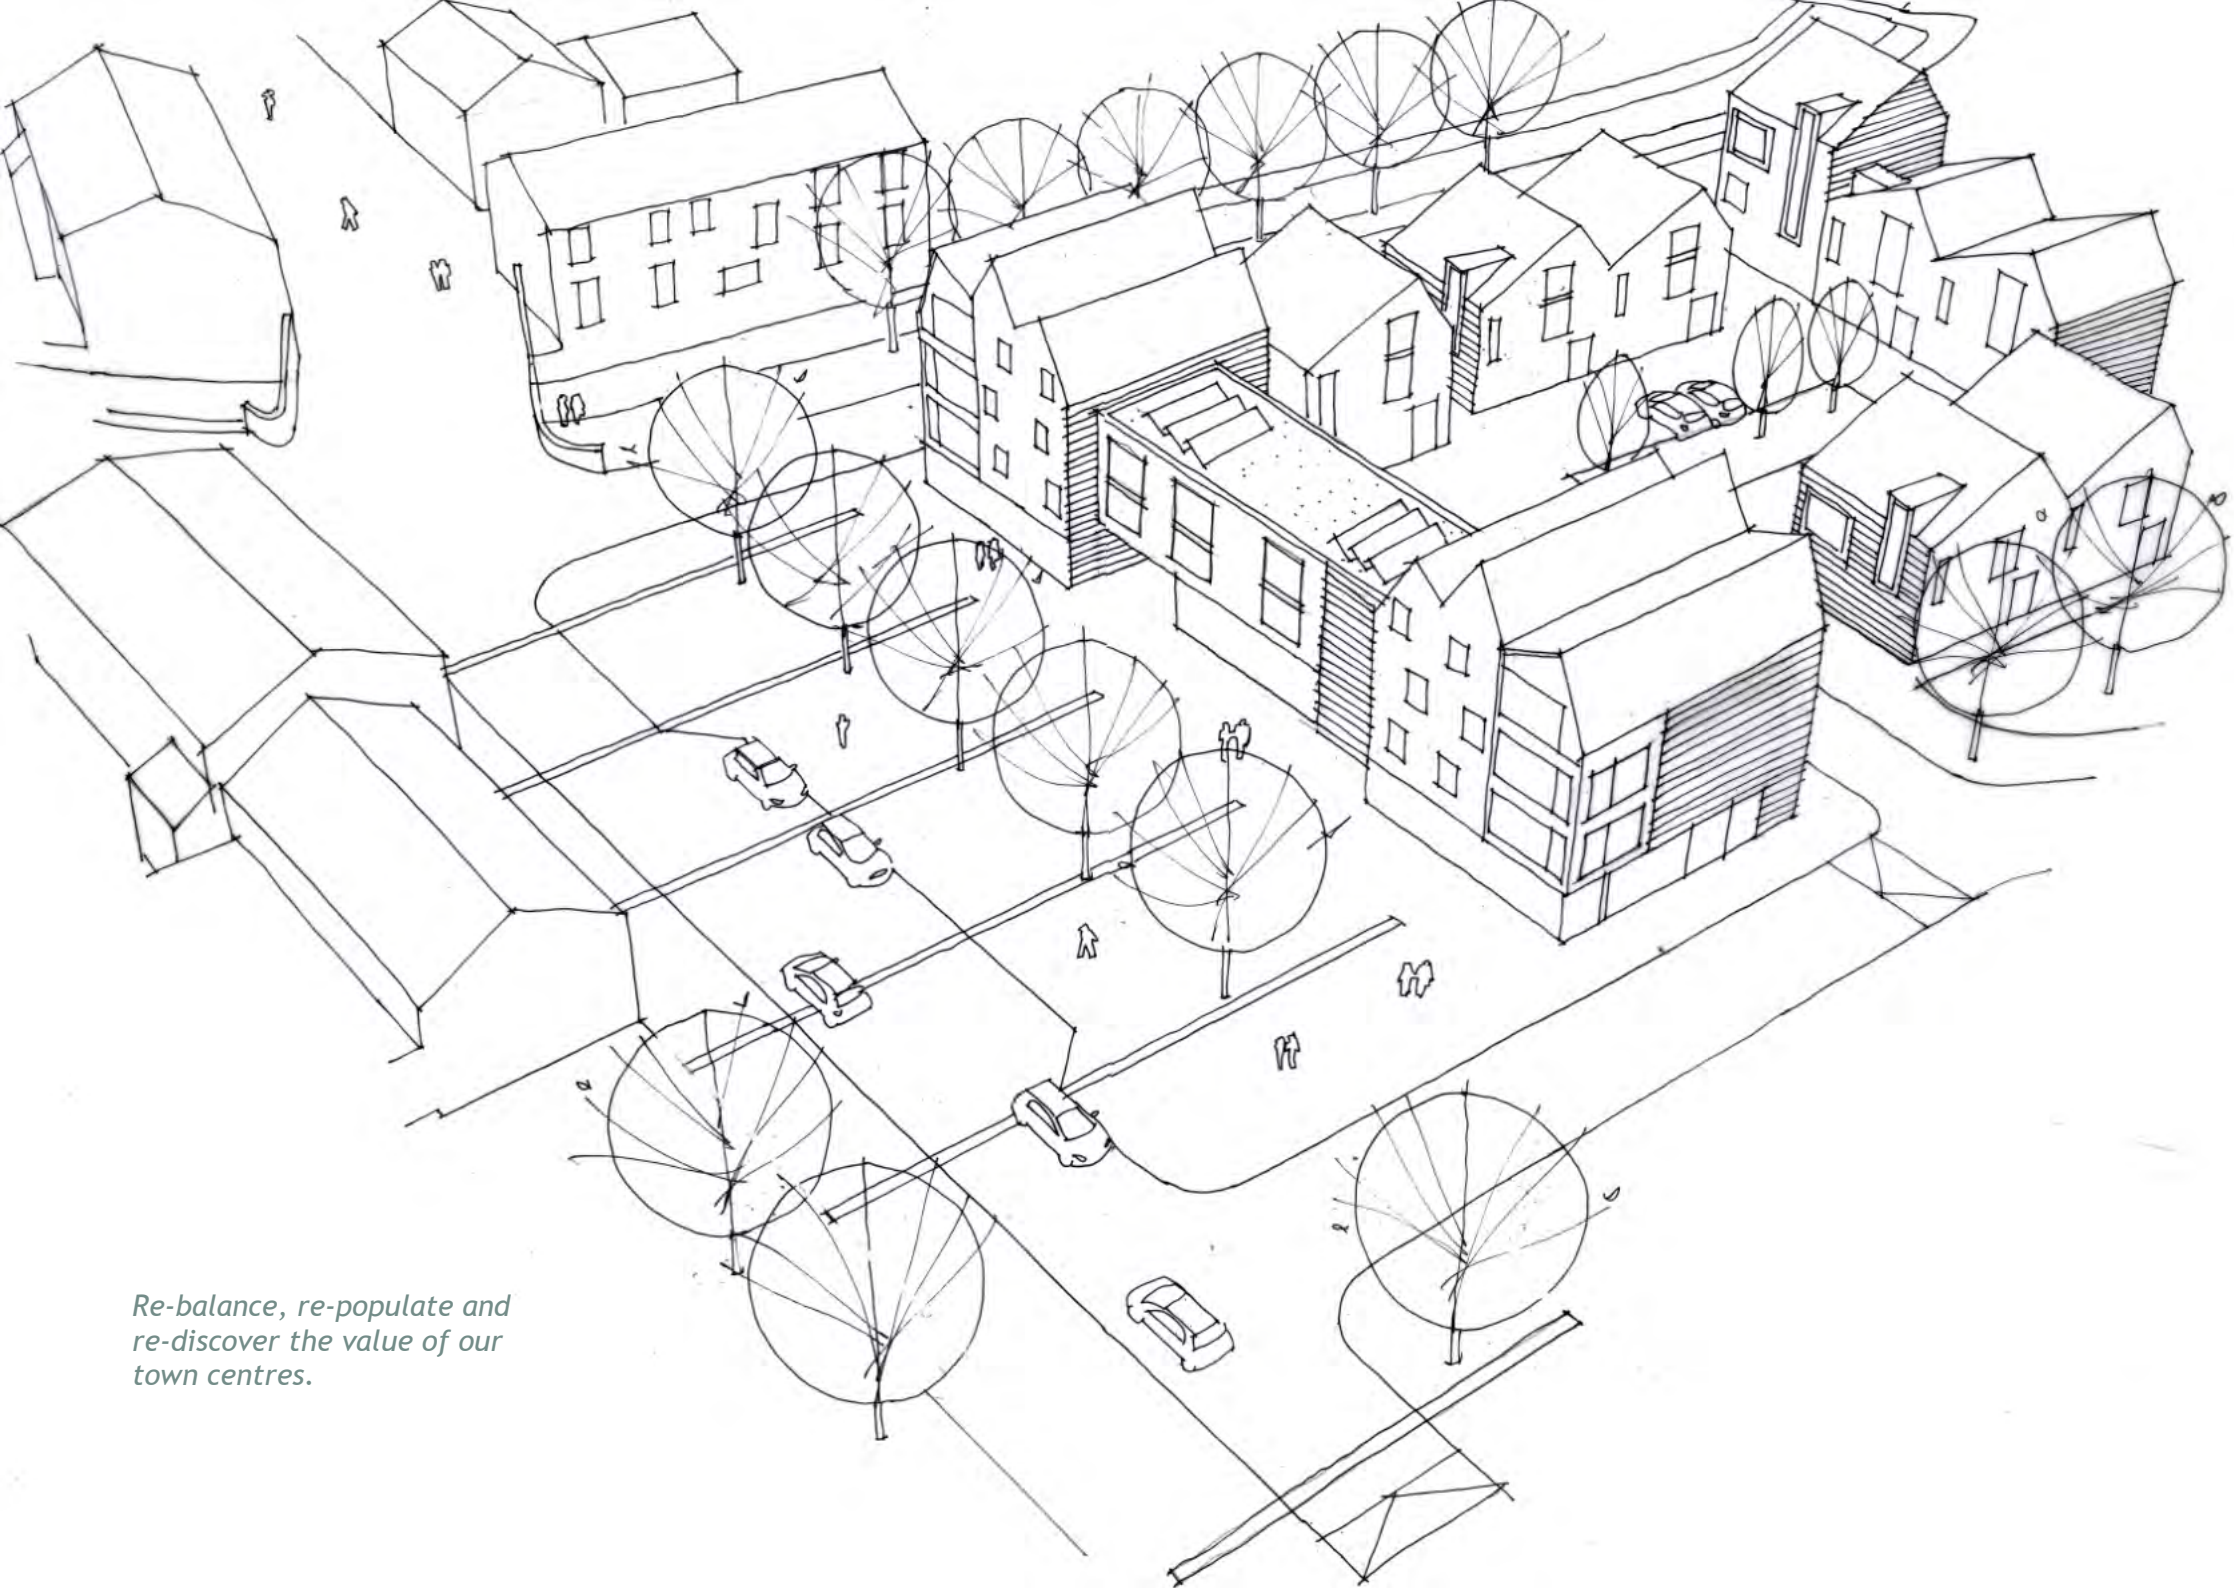 Re-balance, re-populate and
re-discover the value of our
town centres.